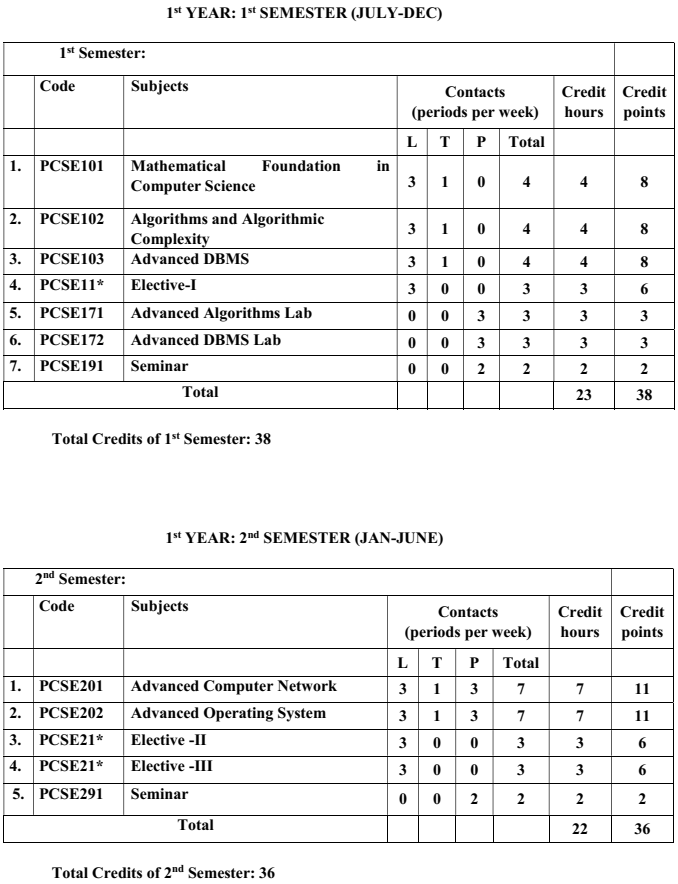 1st YEAR: 1st SEMESTER (JULY-DEC)
1st Semester:
Code Subjects Contacts (periods per week) Credit hours Credit points
L T P Total
1. PCSE101 Mathematical Foundation in Computer Science 3 1 0 4 4 8
2. PCSE102 Algorithms and Algorithmic Complexity 3 1 0 4 4 8
3. PCSE103 Advanced DBMS 3 1 0 4 4 8
4. PCSE11* Elective-I 3 0 0 3 3 6
5. PCSE171 Advanced Algorithms Lab 0 0 3 3 3 3
6. PCSE172 Advanced DBMS Lab 0 0 3 3 3 3
7. PCSE191 Seminar 0 0 2 2 2 2
Total 23 38
Total Credits of 1st Semester: 38
1st YEAR: 2nd SEMESTER (JAN-JUNE)
2nd Semester:
Code Subjects Contacts (periods per week) Credit hours Credit points
L T P Total
1. PCSE201 Advanced Computer Network 3 1 3 7 7 11
2. PCSE202 Advanced Operating System 3 1 3 7 7 11
3. PCSE21* Elective -II 3 0 0 3 3 6
4. PCSE21* Elective -III 3 0 0 3 3 6
5. PCSE291 Seminar 0 0 2 2 2 2
Total 22 36
Total Credits of 2nd Semester: 36